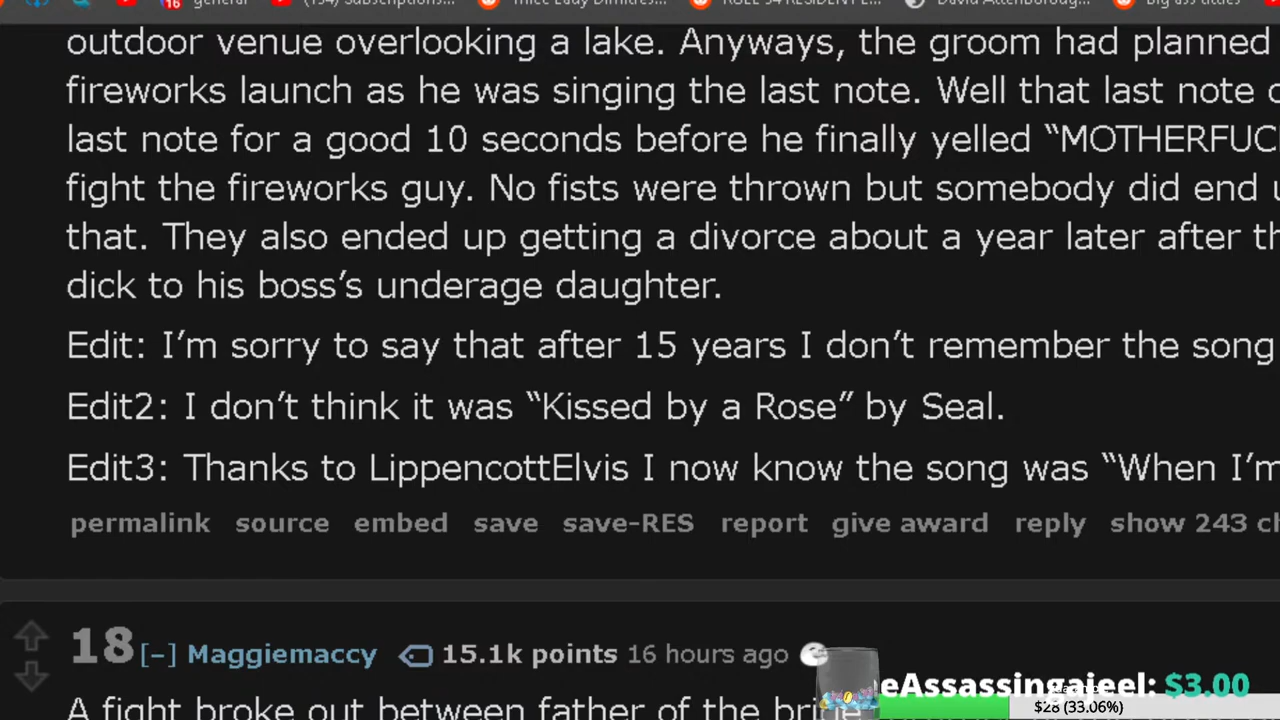 general
outdoor venue overlooking a lake. Anyways, the groom had planned
fireworks launch as he was singing the last note. Well that last note
last note for a good 10 seconds before he finally yelled “MOTHERFUC
fight the fireworks guy. No fists were thrown but somebody did end
that. They also ended up getting a divorce about a year later after
dick to his boss’s underage daughter.
Edit: I’m sorry to say that after 15 years I don’t remember the song
Edit2: I don’t think it was “Kissed by a Rose” by Seal.
Edit3: Thanks to LippencottElvis I now know the song was “When I’m
permalink source embed save save-RES report give award reply show 243
18 [–] Maggiemaccy 15.1k points 16 hours ago
eAssassingajeel: $3.00
$28 (33.06%)
A fight broke out between father of the bride